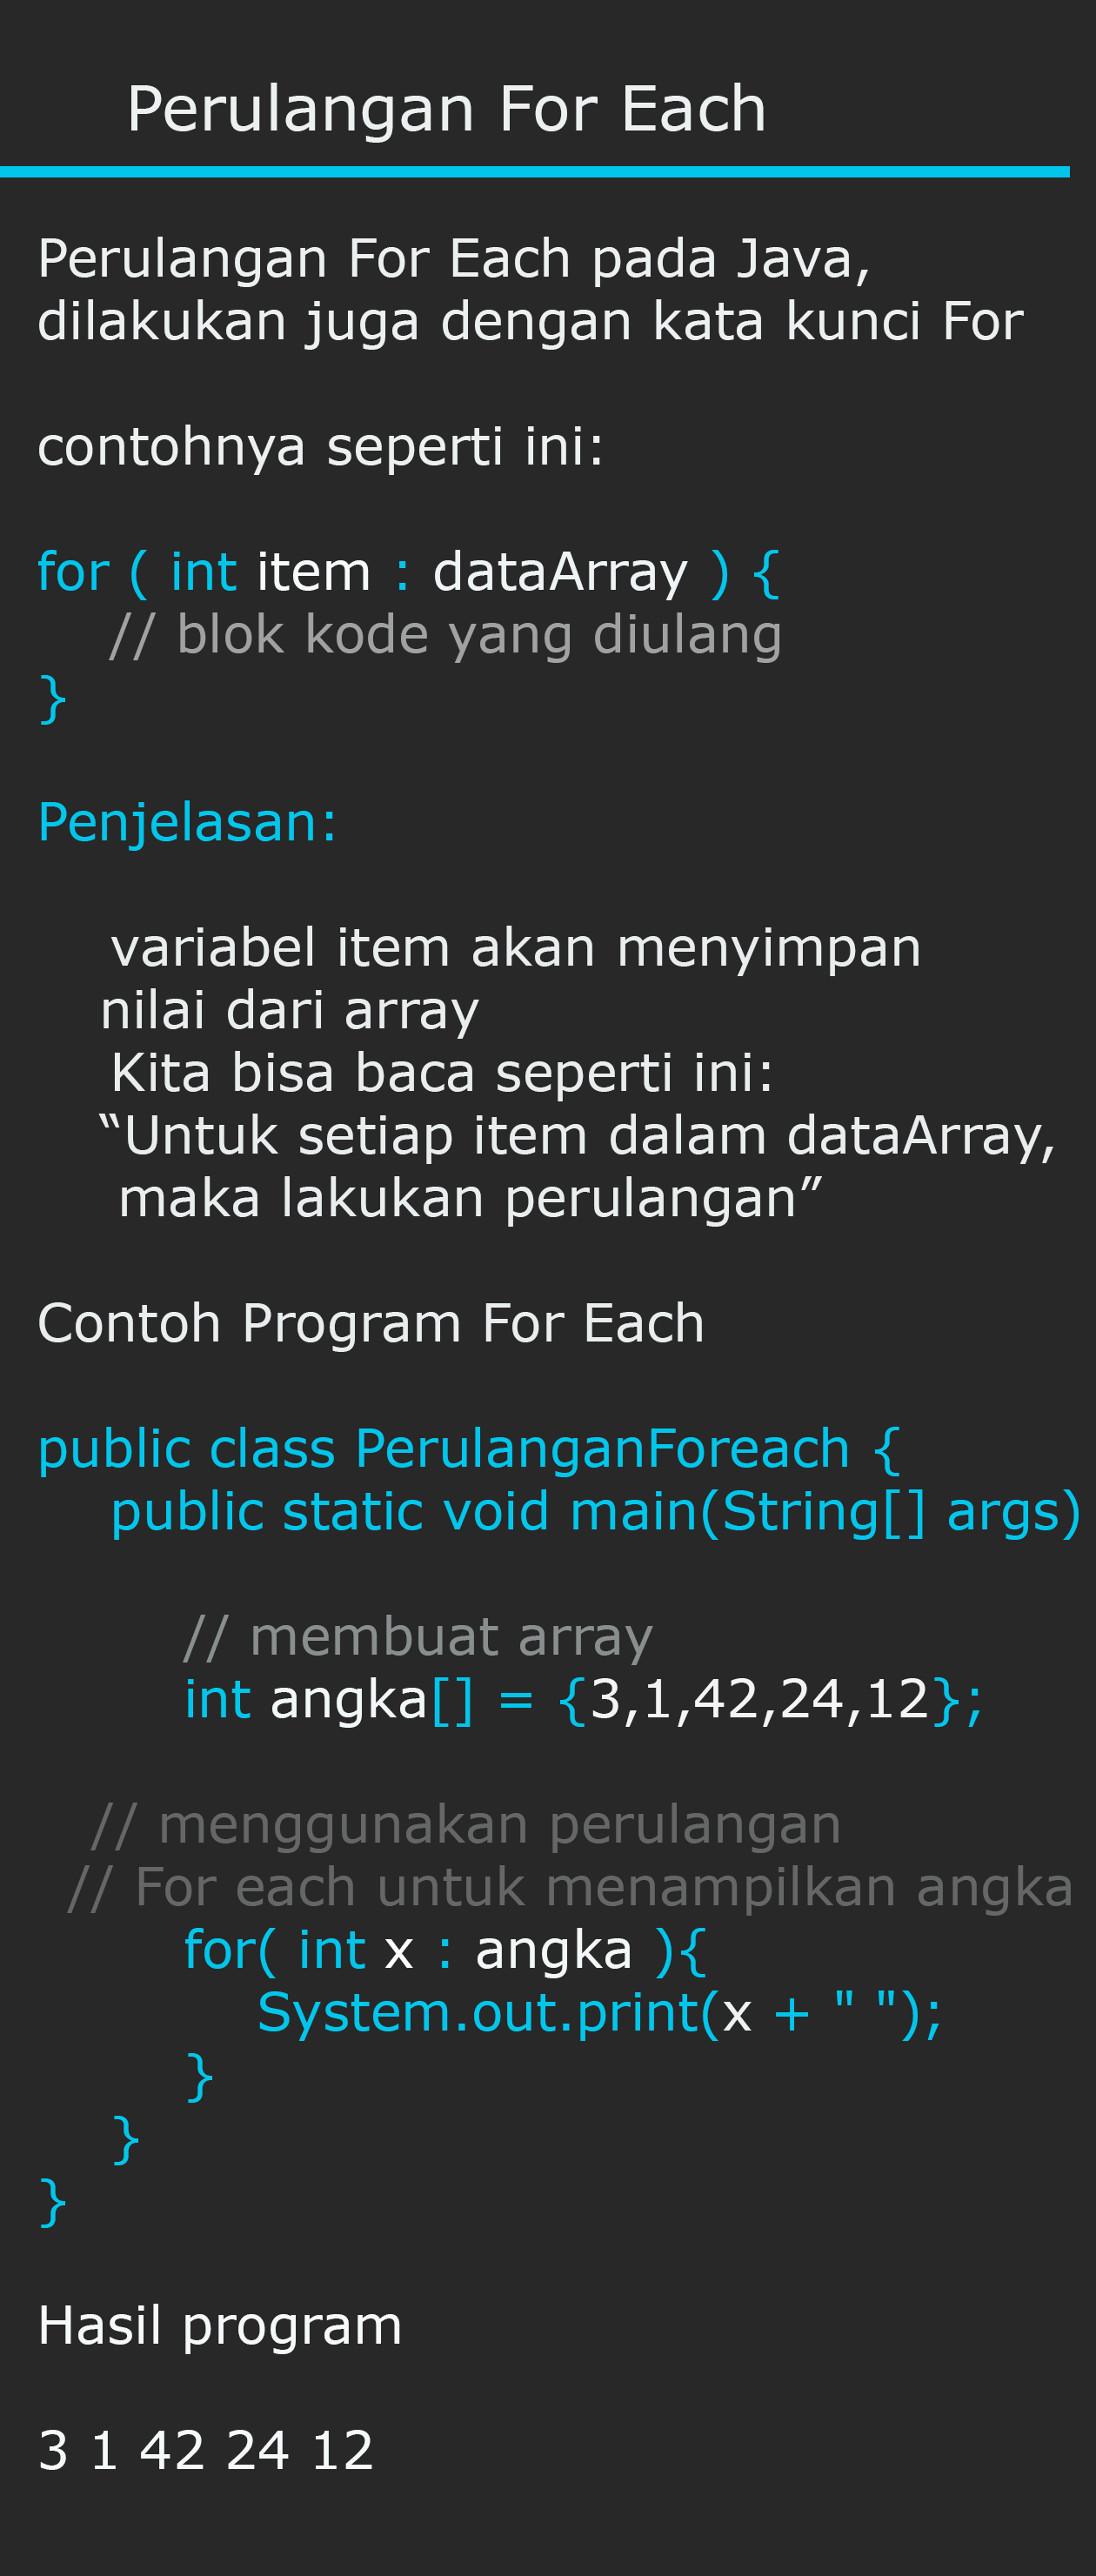 Perulangan For Each
Perulangan For Each pada Java,
dilakukan juga dengan kata kunci For
contohnya seperti ini:
for ( int item : dataArray ) {
// blok kode yang diulang
}
Penjelasan:
variabel item akan menyimpan
nilai dari array
Kita bisa baca seperti ini:
“Untuk setiap item dalam dataArray,
maka lakukan perulangan”
Contoh Program For Each
public class PerulanganForeach {
public static void main(String[] args)
// membuat array
int angka[] = {3,1,42,24,12};
// menggunakan perulangan
// For each untuk menampilkan angka
for( int x : angka ){
System.out.print(x + " ");
}
}
}
Hasil program
3 1 42 24 12